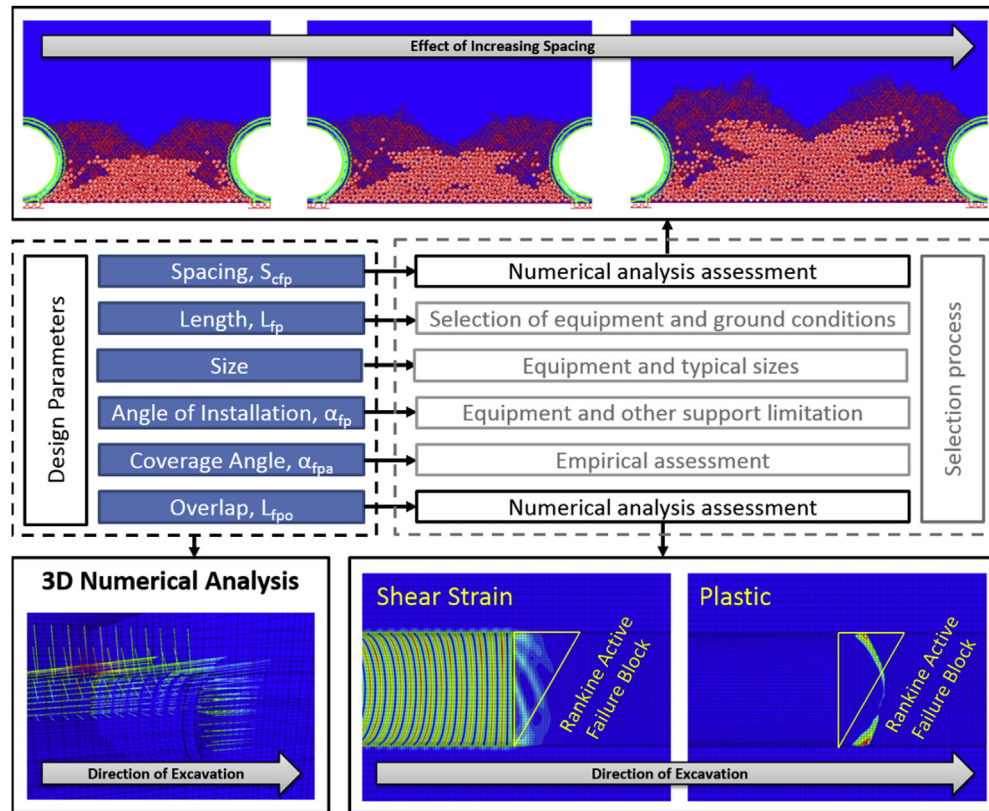 Effect of Increasing Spacing
Design Parameters
Spacing, Scfp
Length, Lfp
Size
Angle of Installation, αfp
Coverage Angle, αfpa
Overlap, Lfpo
Numerical analysis assessment
Selection of equipment and ground conditions
Equipment and typical sizes
Equipment and other support limitation
Empirical assessment
Numerical analysis assessment
Selection process
3D Numerical Analysis
Direction of Excavation
Shear Strain
Rankine Active
Failure Block
Plastic
Rankine Active
Failure Block
Direction of Excavation